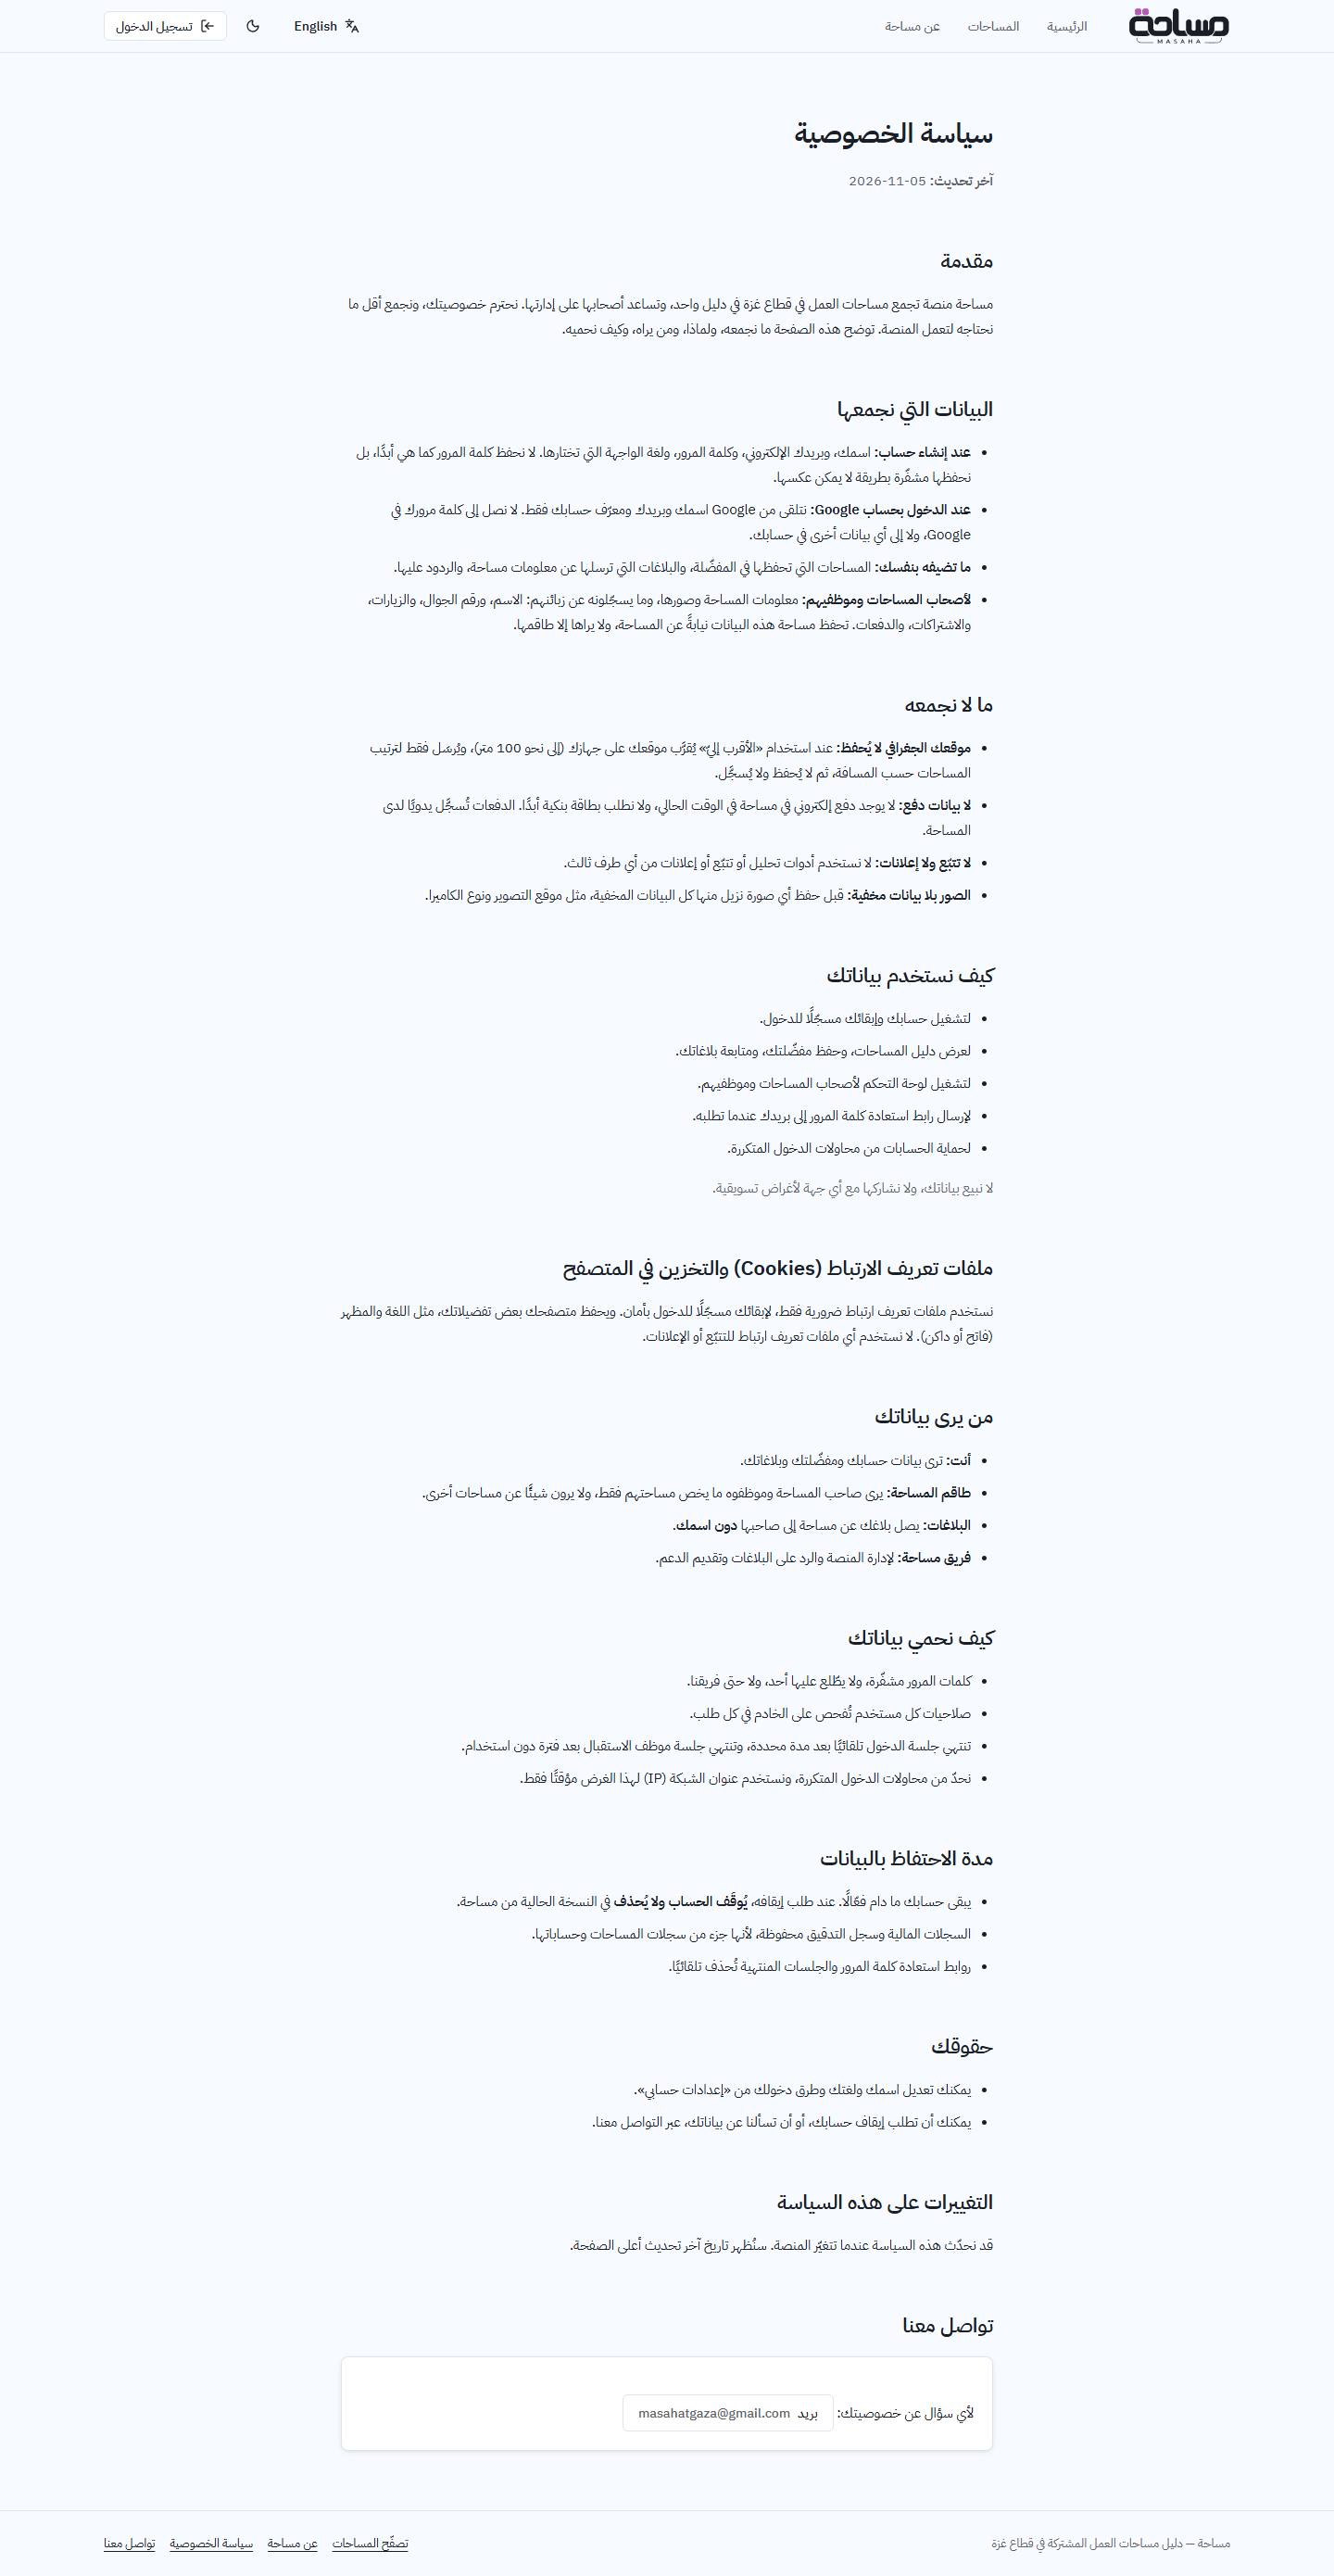 مساحة
MASAHA
الرئيسية
المساحات
عن مساحة
English
تسجيل الدخول
سياسة الخصوصية
آخر تحديث: 2026-11-05
مقدمة
مساحة منصة تجمع مساحات العمل في قطاع غزة في دليل واحد، وتساعد أصحابها على إدارتها. نحترم خصوصيتك، ونجمع أقل ما
نحتاجه لتعمل المنصة. توضح هذه الصفحة ما نجمعه، ولماذا، ومن يراه، وكيف نحميه.
البيانات التي نجمعها
• عند إنشاء حساب: اسمك، وبريدك الإلكتروني، وكلمة المرور، ولغة الواجهة التي تختارها. لا نحفظ كلمة المرور كما هي أبدًا، بل
نحفظها مشفّرة بطريقة لا يمكن عكسها.
• عند الدخول بحساب Google: نتلقى من Google اسمك وبريدك ومعرّف حسابك فقط. لا نصل إلى كلمة مرورك في
Google، ولا إلى أي بيانات أخرى في حسابك.
• ما تضيفه بنفسك: المساحات التي تحفظها في المفضّلة، والبلاغات التي ترسلها عن معلومات مساحة، والردود عليها.
• لأصحاب المساحات وموظفيهم: معلومات المساحة وصورها، وما يسجّلونه عن زبائنهم: الاسم، ورقم الجوال، والزيارات،
والاشتراكات، والدفعات. تحفظ مساحة هذه البيانات نيابةً عن المساحة، ولا يراها إلا طاقمها.
ما لا نجمعه
• موقعك الجغرافي لا يُحفظ: عند استخدام «الأقرب إليّ» يُقرَّب موقعك على جهازك (إلى نحو 100 متر)، ويُرسَل فقط لترتيب
المساحات حسب المسافة، ثم لا يُحفظ ولا يُسجَّل.
• لا بيانات دفع: لا يوجد دفع إلكتروني في مساحة في الوقت الحالي، ولا نطلب بطاقة بنكية أبدًا. الدفعات تُسجَّل يدويًا لدى
المساحة.
• لا تتبّع ولا إعلانات: لا نستخدم أدوات تحليل أو تتبّع أو إعلانات من أي طرف ثالث.
• الصور بلا بيانات مخفية: قبل حفظ أي صورة نزيل منها كل البيانات المخفية، مثل موقع التصوير ونوع الكاميرا.
كيف نستخدم بياناتك
• لتشغيل حسابك وإبقائك مسجّلًا للدخول.
• لعرض دليل المساحات، وحفظ مفضّلتك، ومتابعة بلاغاتك.
• لتشغيل لوحة التحكم لأصحاب المساحات وموظفيهم.
• لإرسال رابط استعادة كلمة المرور إلى بريدك عندما تطلبه.
• لحماية الحسابات من محاولات الدخول المتكررة.
لا نبيع بياناتك، ولا نشاركها مع أي جهة لأغراض تسويقية.
ملفات تعريف الارتباط (Cookies) والتخزين في المتصفح
نستخدم ملفات تعريف ارتباط ضرورية فقط، لإبقائك مسجّلًا للدخول بأمان. ويحفظ متصفحك بعض تفضيلاتك، مثل اللغة والمظهر
(فاتح أو داكن). لا نستخدم أي ملفات تعريف ارتباط للتتبّع أو الإعلانات.
من يرى بياناتك
• أنت: ترى بيانات حسابك ومفضّلتك وبلاغاتك.
• طاقم المساحة: يرى صاحب المساحة وموظفوه ما يخص مساحتهم فقط، ولا يرون شيئًا عن مساحات أخرى.
• البلاغات: يصل بلاغك عن مساحة إلى صاحبها دون اسمك.
• فريق مساحة: لإدارة المنصة والرد على البلاغات وتقديم الدعم.
كيف نحمي بياناتك
• كلمات المرور مشفّرة، ولا يطّلع عليها أحد، ولا حتى فريقنا.
• صلاحيات كل مستخدم تُفحص على الخادم في كل طلب.
• تنتهي جلسة الدخول تلقائيًا بعد مدة محددة، وتنتهي جلسة موظف الاستقبال بعد فترة دون استخدام.
• نحدّ من محاولات الدخول المتكررة، ونستخدم عنوان الشبكة (IP) لهذا الغرض مؤقتًا فقط.
مدة الاحتفاظ بالبيانات
• يبقى حسابك ما دام فعّالًا. عند طلب إيقافه، يُوقَف الحساب ولا يُحذف في النسخة الحالية من مساحة.
• السجلات المالية وسجل التدقيق محفوظة، لأنها جزء من سجلات المساحات وحساباتها.
• روابط استعادة كلمة المرور والجلسات المنتهية تُحذف تلقائيًا.
حقوقك
• يمكنك تعديل اسمك ولغتك وطرق دخولك من «إعدادات حسابي».
• يمكنك أن تطلب إيقاف حسابك، أو أن تسألنا عن بياناتك، عبر التواصل معنا.
التغييرات على هذه السياسة
قد نحدّث هذه السياسة عندما تتغيّر المنصة. سنُظهر تاريخ آخر تحديث أعلى الصفحة.
تواصل معنا
لأي سؤال عن خصوصيتك: بريد masahatgaza@gmail.com
مساحة — دليل مساحات العمل المشتركة في قطاع غزة
تصفّح المساحات
عن مساحة
سياسة الخصوصية
تواصل معنا